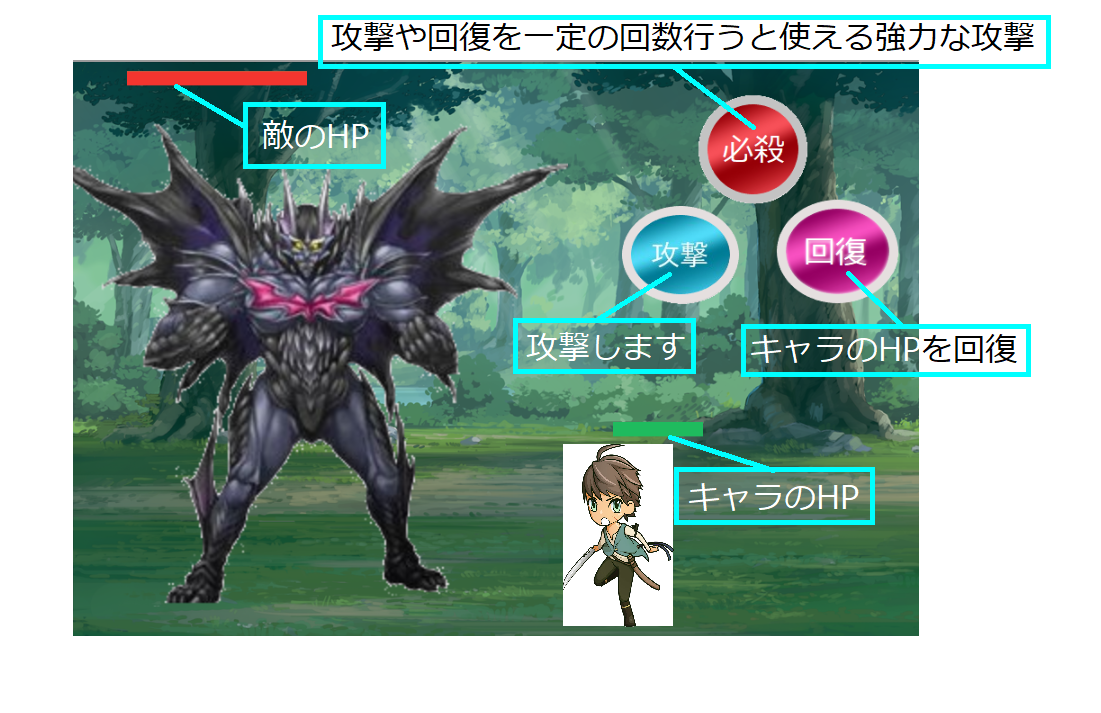 攻撃や回復を一定の回数行うと使える強力な攻撃
敵のHP
必殺
攻撃
回復
攻撃します
キャラのHPを回復
キャラのHP